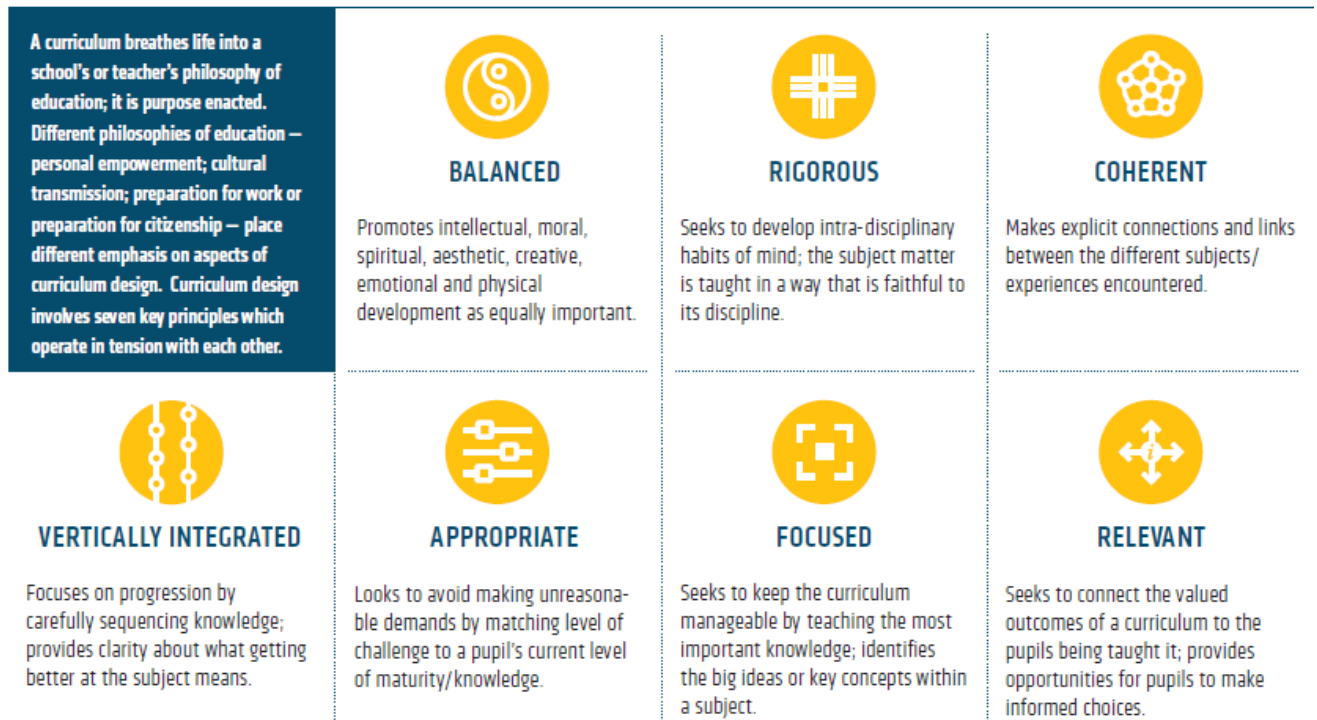 A curriculum breathes life into a
school's or teacher's philosophy of
education; it is purpose enacted.
Different philosophies of education –
personal empowerment; cultural
transmission; preparation for work or
preparation for citizenship – place
different emphasis on aspects of
curriculum design. Curriculum design
involves seven key principles which
operate in tension with each other.
BALANCED
Promotes intellectual, moral,
spiritual, aesthetic, creative,
emotional and physical
development as equally important.
RIGOROUS
Seeks to develop intra-disciplinary
habits of mind; the subject matter
is taught in a way that is faithful to
its discipline.
COHERENT
Makes explicit connections and links
between the different subjects/
experiences encountered.
VERTICALLY INTEGRATED
Focuses on progression by
carefully sequencing knowledge;
provides clarity about what getting
better at the subject means.
APPROPRIATE
Looks to avoid making unreasona-
ble demands by matching level of
challenge to a pupil's current level
of maturity/knowledge.
FOCUSED
Seeks to keep the curriculum
manageable by teaching the most
important knowledge; identifies
the big ideas or key concepts within
a subject.
i
RELEVANT
Seeks to connect the valued
outcomes of a curriculum to the
pupils being taught it; provides
opportunities for pupils to make
informed choices.